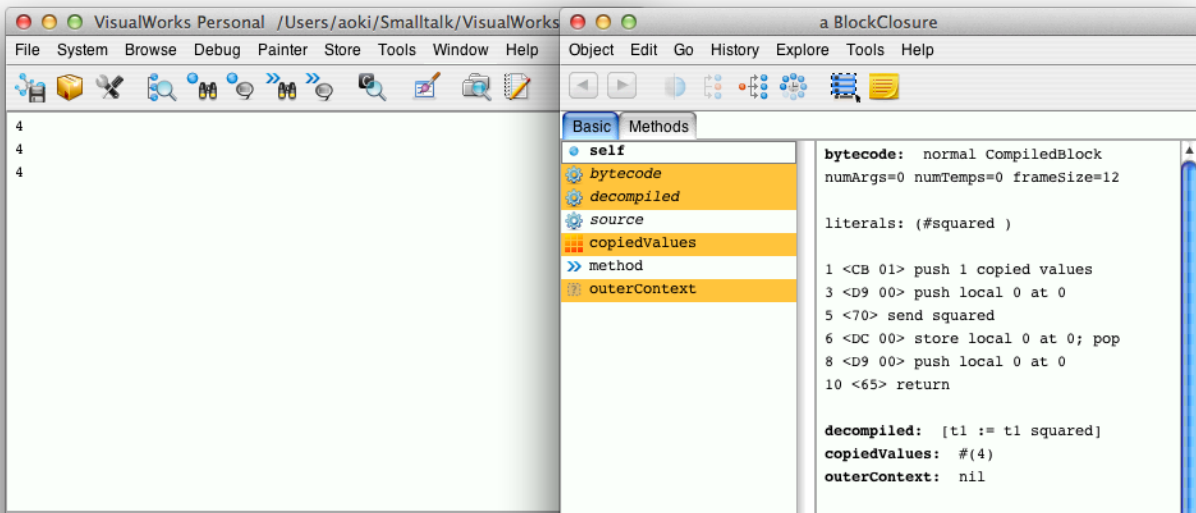 VisualWorks Personal /Users/aoki/Smalltalk/VisualWorks
File System Browse Debug Painter Store Tools Window Help
4
4
4
a BlockClosure
Object Edit Go History Explore Tools Help
Basic Methods
self
bytecode
decompiled
source
copiedValues
method
outerContext
bytecode: normal CompiledBlock
numArgs=0 numTemps=0 frameSize=12
literals: (#squared )
1 <CB 01> push 1 copied values
3 <D9 00> push local 0 at 0
5 <70> send squared
6 <DC 00> store local 0 at 0; pop
8 <D9 00> push local 0 at 0
10 <65> return
decompiled: [t1 := t1 squared]
copiedValues: #(4)
outerContext: nil